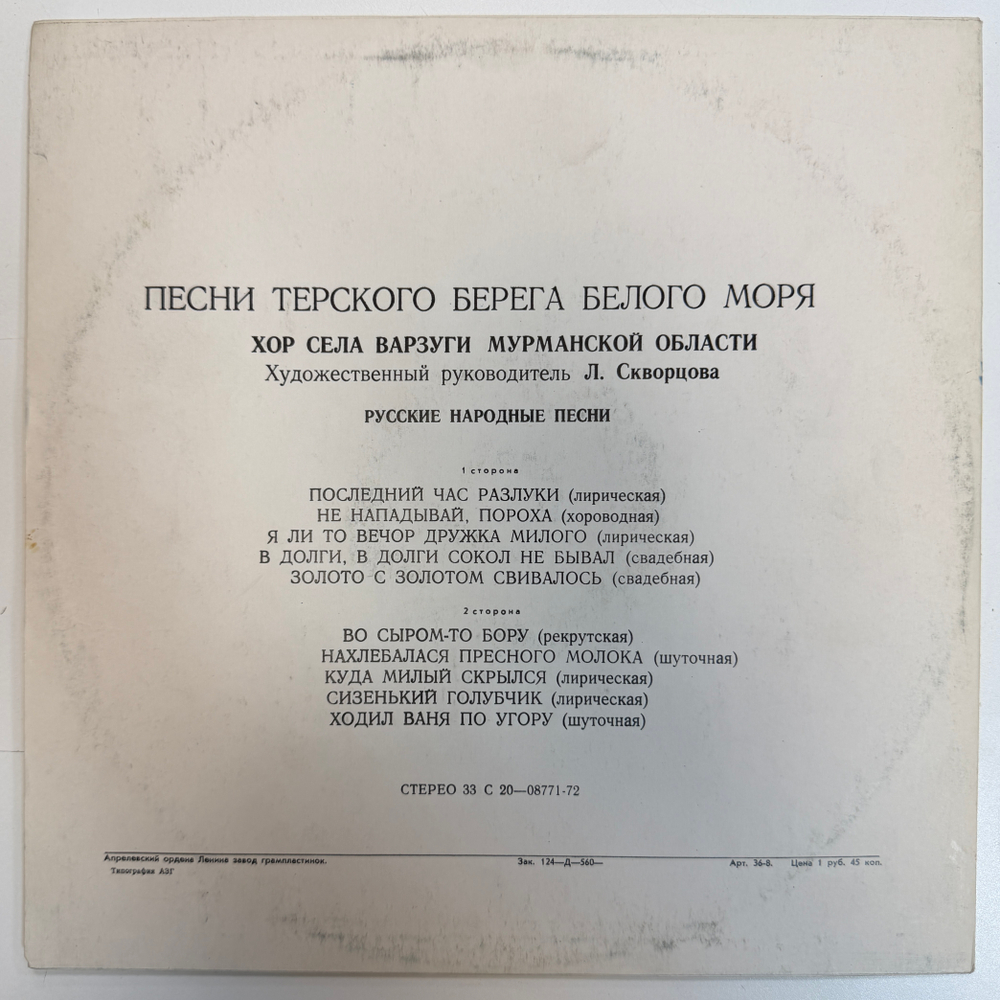 ПЕСНИ ТЕРСКОГО БЕРЕГА БЕЛОГО МОРЯ
ХОР СЕЛА ВАРЗУГИ МУРМАНСКОЙ ОБЛАСТИ
Художественный руководитель Л. Скворцова
РУССКИЕ НАРОДНЫЕ ПЕСНИ
1 сторона
ПОСЛЕДНИЙ ЧАС РАЗЛУКИ (лирическая)
НЕ НАПАДЫВАЙ, ПОРОХА (хороводная)
Я ЛИ ТО ВЕЧОР ДРУЖКА МИЛОГО (лирическая)
В ДОЛГИ, В ДОЛГИ СОКОЛ НЕ БЫВАЛ (свадебная)
ЗОЛОТО С ЗОЛОТОМ СВИВАЛОСЬ (свадебная)
2 сторона
ВО СЫРОМ-ТО БОРУ (рекрутская)
НАХЛЕБАЛАСЯ ПРЕСНОГО МОЛОКА (шуточная)
КУДА МИЛЫЙ СКРЫЛСЯ (лирическая)
СИЗЕНЬКИЙ ГОЛУБЧИК (лирическая)
ХОДИЛ ВАНЯ ПО УГОРУ (шуточная)
СТЕРЕО 33 С 20—08771-72
Апрелевский ордена Ленина завод грампластинок. Зак. 124—Д—560— Арт. 36-8. Цена 1 руб. 45 коп.
Типография АЗГ